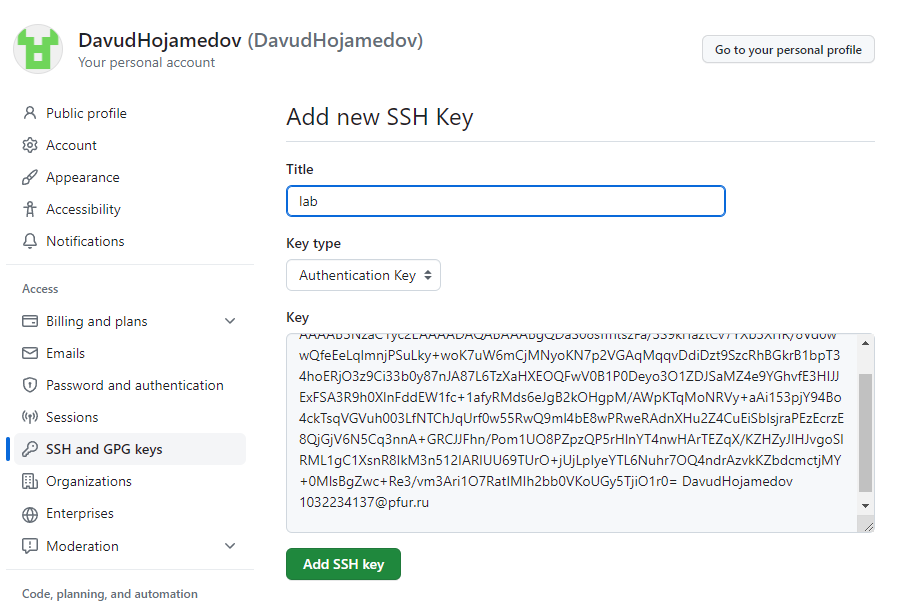 DavudHojamedov (DavudHojamedov)
Your personal account
Go to your personal profile
Public profile
Account
Appearance
Accessibility
Notifications
Access
Billing and plans
Emails
Password and authentication
Sessions
SSH and GPG keys
Organizations
Enterprises
Moderation
Code, planning, and automation
Add new SSH Key
Title
lab
Key type
Authentication Key
Key
wQfeEeLqImnjPSuLky+woK7uW6mCjMNyoKN7p2VGAqMqqvDdiDzt9SzcRhBGkrB1bpT3
4hoERjO3z9Ci33b0y87nJA87L6TzXaHXEOQFwV0B1P0Deyo3O1ZDJSaMZ4e9YGhvfE3HIJJ
ExFSA3R9h0XlnFddEW1fc+1afyRMds6eJgB2kOHgpM/AWpKTqMoNRVy+aAi153pjY94Bo
4ckTsqVGVuh003LfNTChJqUrf0w55RwQ9mI4bE8wPRweRAdnXHu2Z4CuEiSbIsjraPEzEcrzE
8QjGjV6N5Cq3nnA+GRCJJFhn/Pom1UO8PZpzQP5rHInYT4nwHArTEZqX/KZHZyJIHJvgoSI
RML1gC1XsnR8IkM3n512IARIUU69TUrO+jUjLpIyeYTL6Nuhr7OQ4ndrAzvkKZbdcmctjMY
+0MIsBgZwc+Re3/vm3Ari1O7RatIMIh2bb0VKoUGy5TjiO1r0= DavudHojamedov
1032234137@pfur.ru
Add SSH key